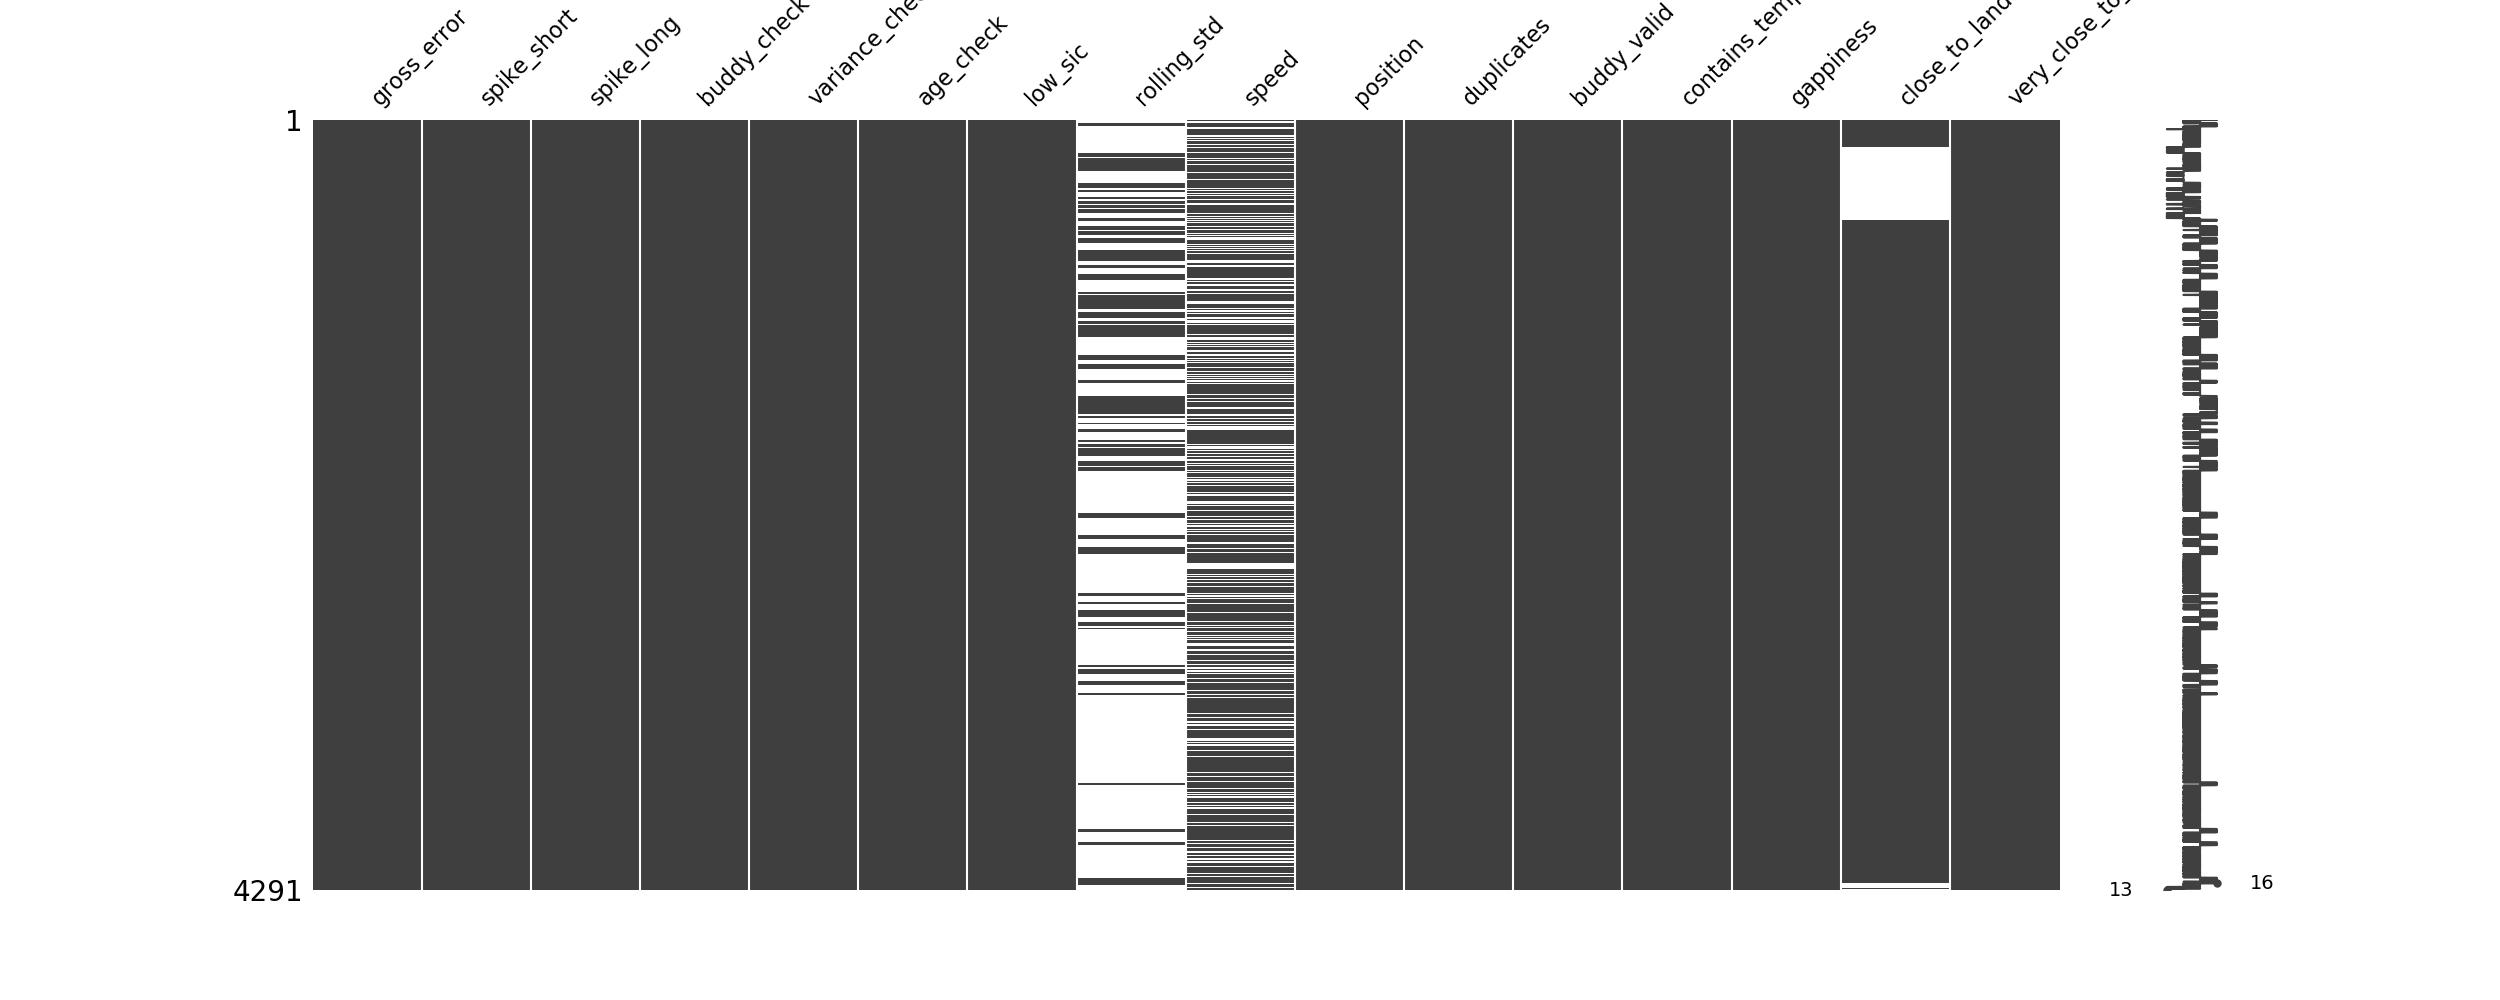 gross_error
spike_short
spike_long
buddy_check
age_check
low_sic
rolling_std
speed
position
duplicates
buddy_valid
gappiness
close_to_land
1
4291
13
16